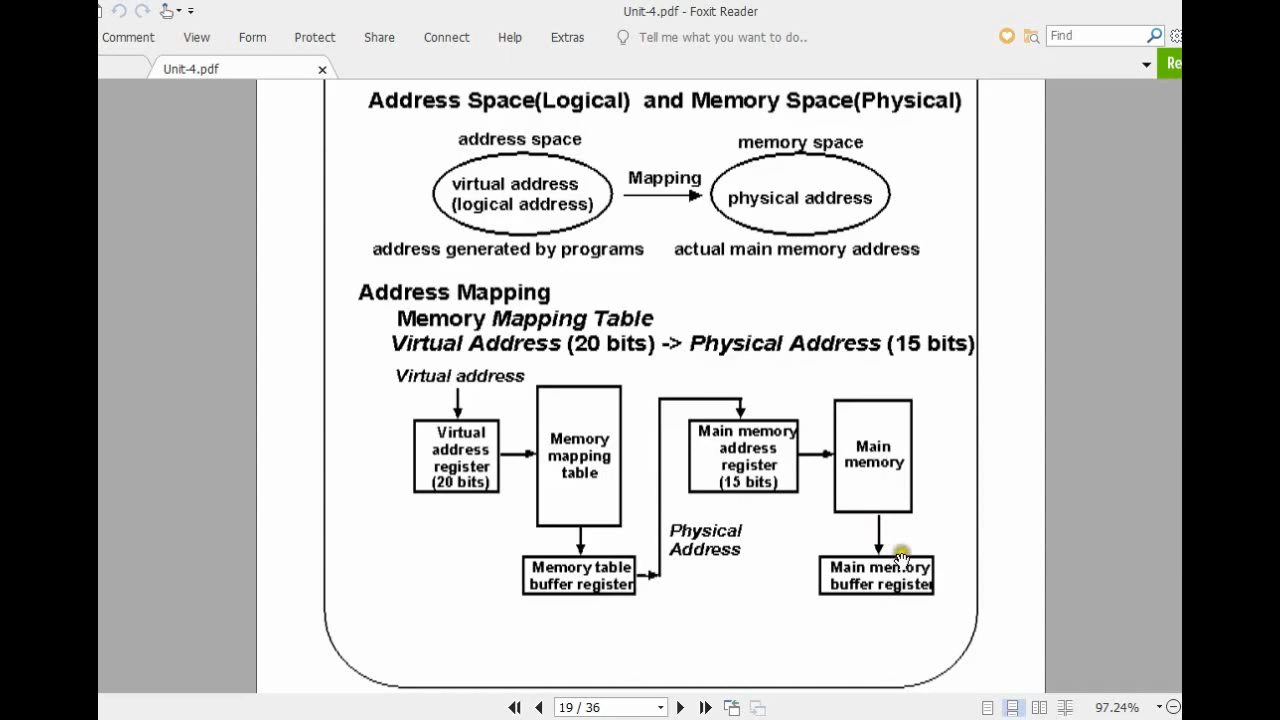 Unit-4.pdf - Foxit Reader
Comment View Form Protect Share Connect Help Extras Tell me what you want to do.. Find
Unit-4.pdf
Re
Address Space(Logical) and Memory Space(Physical)
address space
memory space
virtual address
(logical address)
Mapping
physical address
address generated by programs
actual main memory address
Address Mapping
Memory Mapping Table
Virtual Address (20 bits) -> Physical Address (15 bits)
Virtual address
Virtual
address
register
(20 bits)
Memory
mapping
table
Main memory
address
register
(15 bits)
Main
memory
Physical
Address
Memory table
buffer register
Main memory
buffer register
19 / 36
97.24%